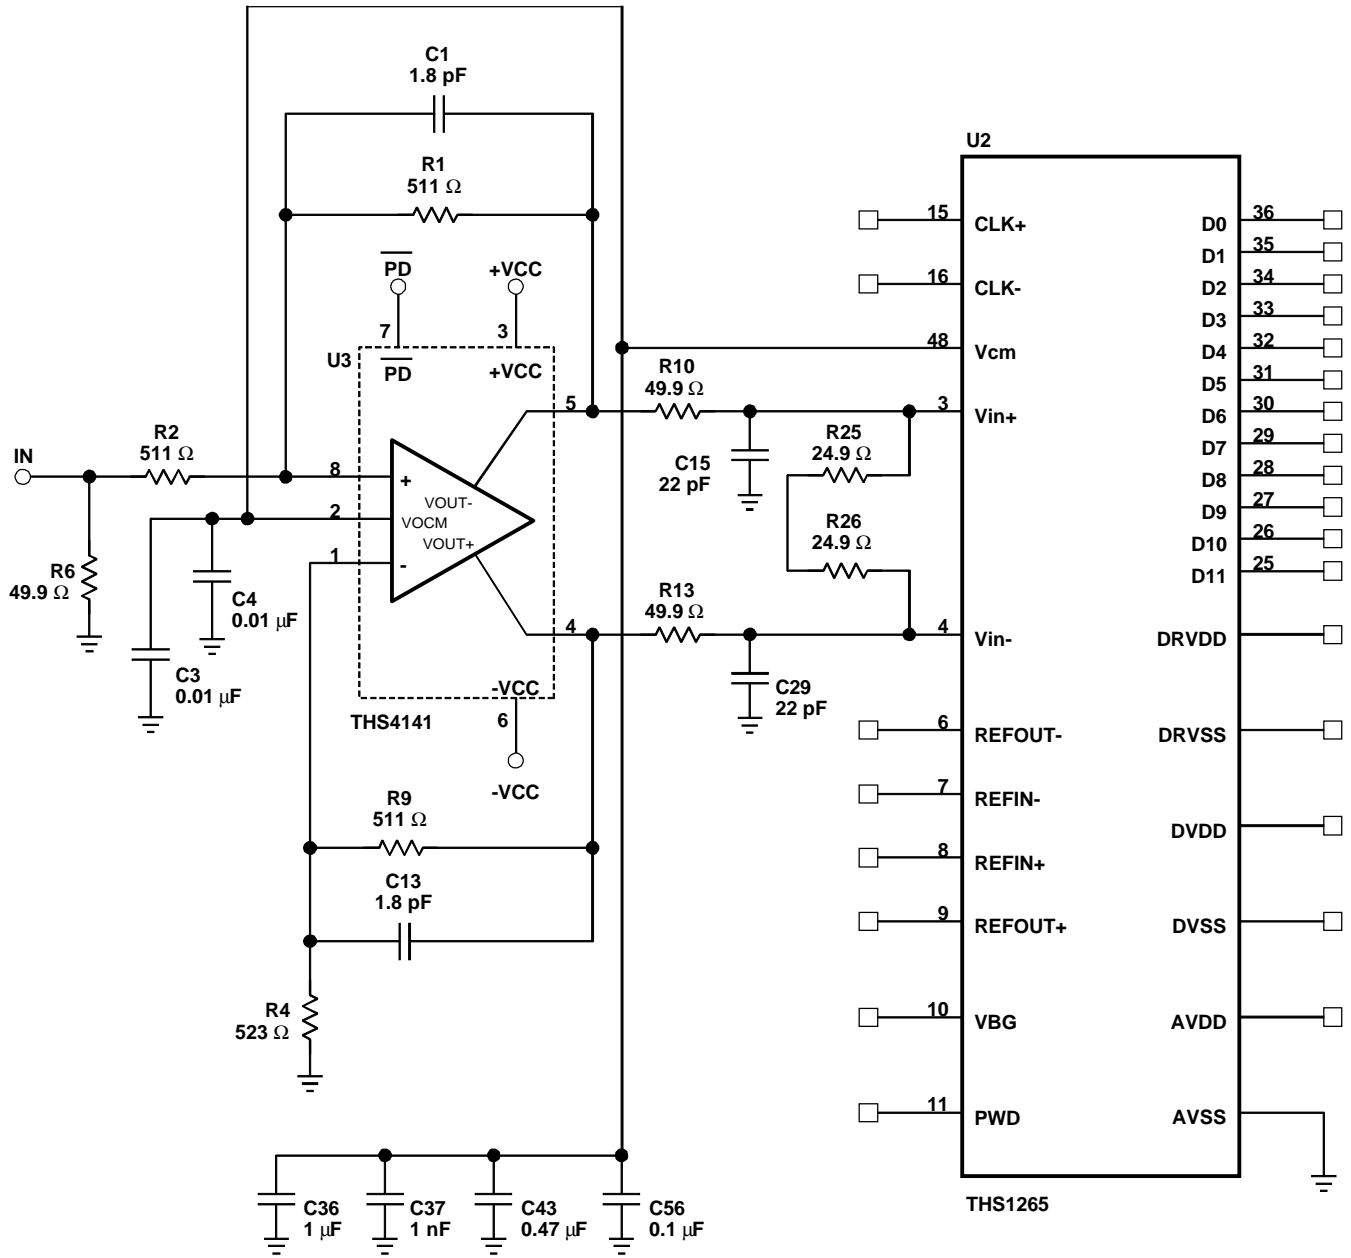 C1
1.8 pF
R1
511 Ω
PD
+VCC
7
3
U3
PD
+VCC
5
R2
511 Ω
IN
8
+
VOUT-
2
VOCM
VOUT+
1
-
R6
49.9 Ω
C4
0.01 μF
C3
0.01 μF
4
-VCC
6
THS4141
-VCC
R9
511 Ω
C13
1.8 pF
R4
523 Ω
C36
1 μF
C37
1 nF
C43
0.47 μF
C56
0.1 μF
R10
49.9 Ω
C15
22 pF
R25
24.9 Ω
R26
24.9 Ω
R13
49.9 Ω
C29
22 pF
U2
15 CLK+
16 CLK-
48 Vcm
3 Vin+
4 Vin-
6 REFOUT-
7 REFIN-
8 REFIN+
9 REFOUT+
10 VBG
11 PWD
D0 36
D1 35
D2 34
D3 33
D4 32
D5 31
D6 30
D7 29
D8 28
D9 27
D10 26
D11 25
DRVDD
DRVSS
DVDD
DVSS
AVDD
AVSS
THS1265